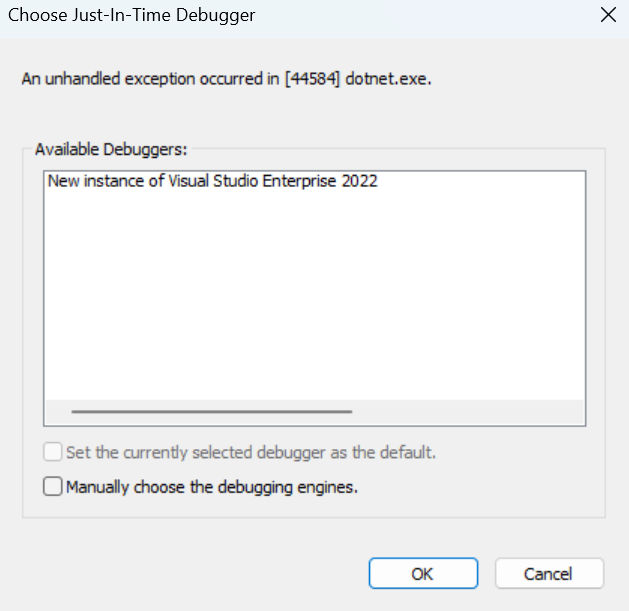 Choose Just-In-Time Debugger
An unhandled exception occurred in [44584] dotnet.exe.
Available Debuggers:
New instance of Visual Studio Enterprise 2022
Set the currently selected debugger as the default.
Manually choose the debugging engines.
OK
Cancel